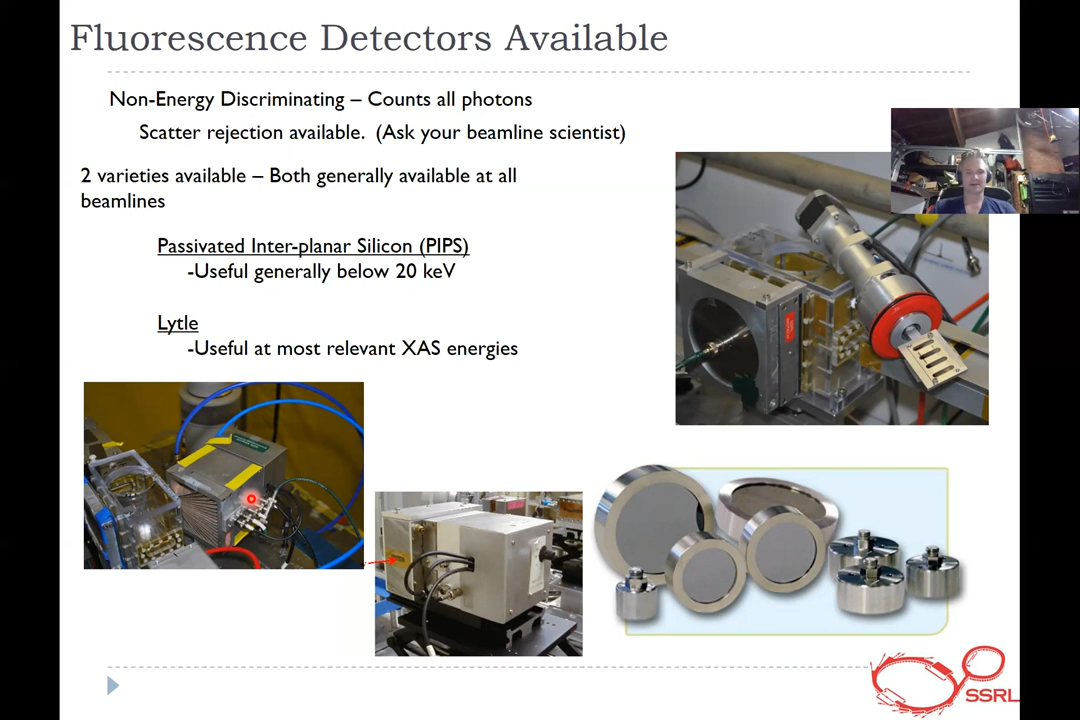 Fluorescence Detectors Available
Non-Energy Discriminating – Counts all photons
Scatter rejection available.  (Ask your beamline scientist)
2 varieties available – Both generally available at all
beamlines
Passivated Inter-planar Silicon (PIPS)
-Useful generally below 20 keV
Lytle
-Useful at most relevant XAS energies
SSRL